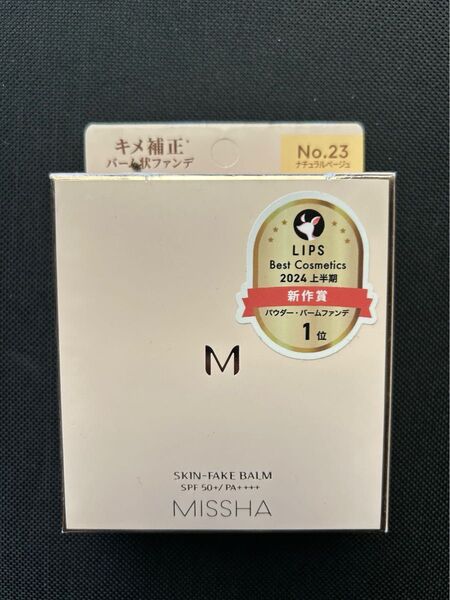 キメ補正*
バーム状ファンデ
No.23
ナチュラルベージュ
LIPS
Best Cosmetics
2024 上半期
新作賞
パウダー・バームファンデ
1位
M
SKIN-FAKE BALM
SPF 50+/PA++++
MISSHA